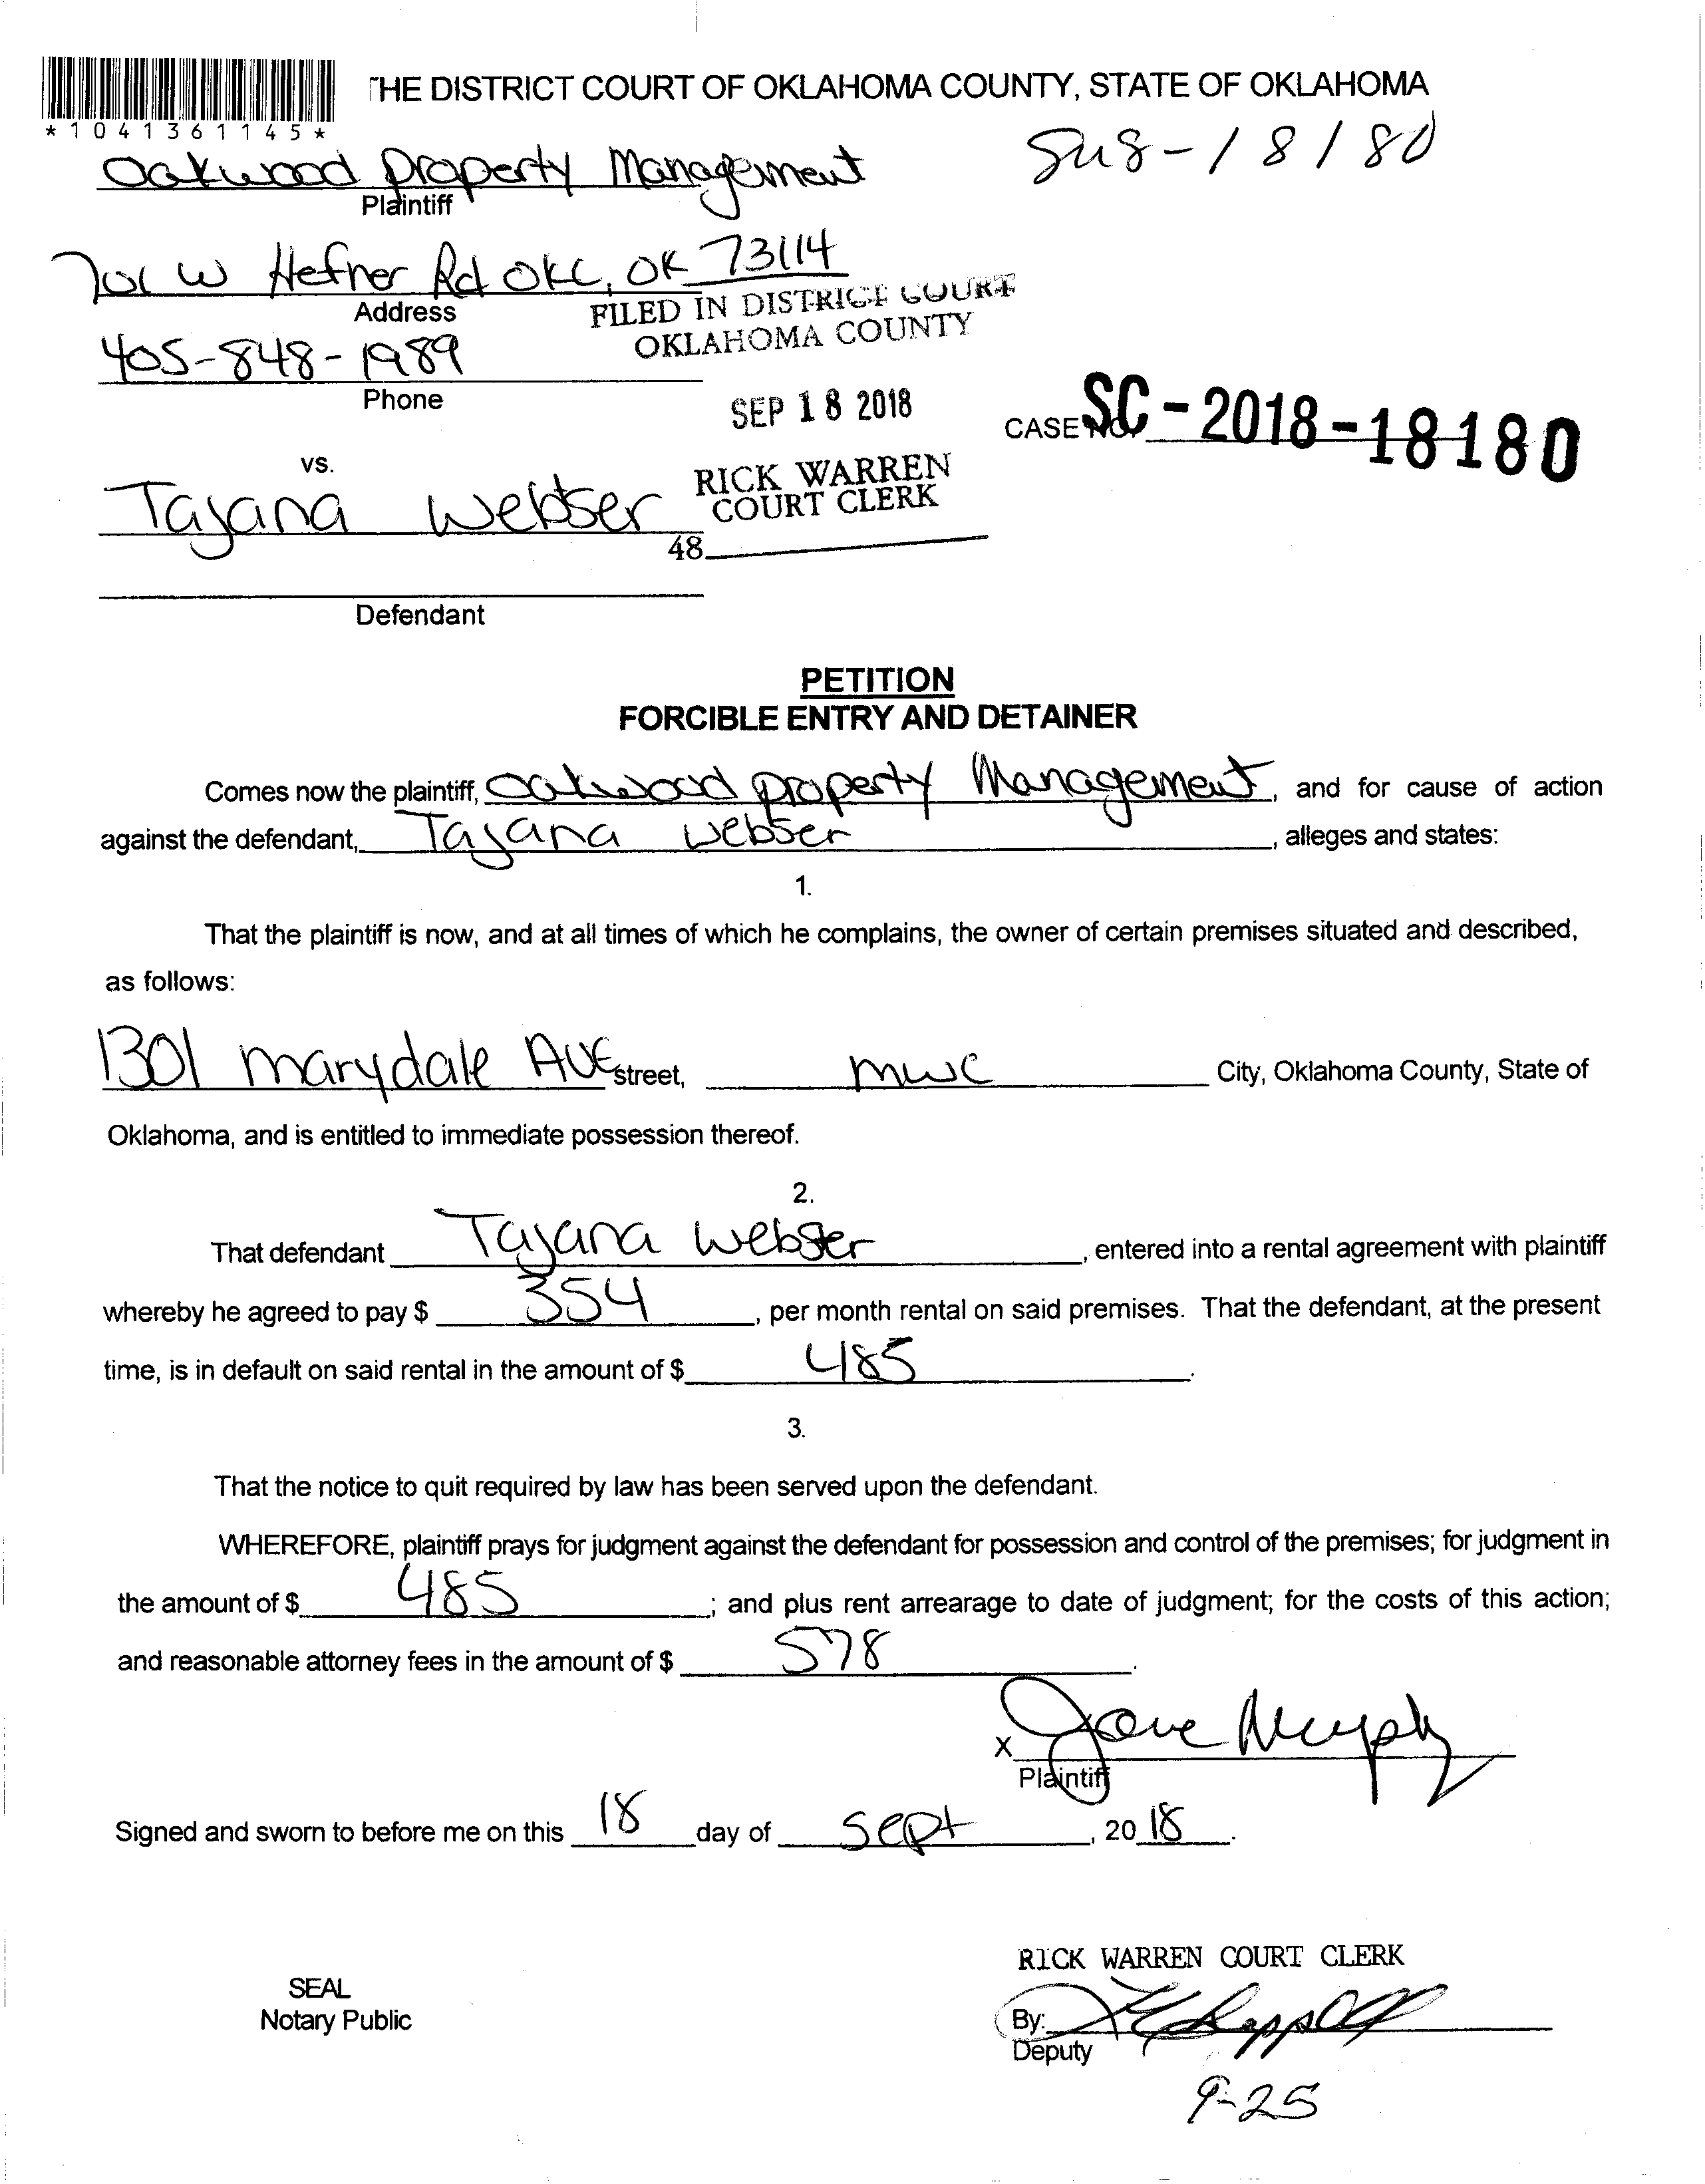 THE DISTRICT COURT OF OKLAHOMA COUNTY, STATE OF OKLAHOMA
*1041361145*
Oakwood Property Management
Plaintiff
-18180
701 W Hefner Rd OKC, OK 73114
Address
FILED IN DISTRICT COURT
OKLAHOMA COUNTY
405-848-1989
Phone
SEP 18 2018
CASE NO. SC-2018-18180
vs.
RICK WARREN
COURT CLERK
Tajana Webster
48
Defendant
PETITION
FORCIBLE ENTRY AND DETAINER
Comes now the plaintiff, Oakwood Property Management, and for cause of action
against the defendant, Tajana Webser, alleges and states:
1.
That the plaintiff is now, and at all times of which he complains, the owner of certain premises situated and described,
as follows:
1301 Marydale Ave street, MWC City, Oklahoma County, State of
Oklahoma, and is entitled to immediate possession thereof.
2.
That defendant Tajana Webster, entered into a rental agreement with plaintiff
whereby he agreed to pay $ 354, per month rental on said premises. That the defendant, at the present
time, is in default on said rental in the amount of $ 485.
3.
That the notice to quit required by law has been served upon the defendant.
WHEREFORE, plaintiff prays for judgment against the defendant for possession and control of the premises; for judgment in
the amount of $ 485; and plus rent arrearage to date of judgment; for the costs of this action;
and reasonable attorney fees in the amount of $ 578.
X Jane Murphy
Plaintiff
Signed and sworn to before me on this 18 day of Sept, 2018.
RICK WARREN COURT CLERK
SEAL
Notary Public
By:
Deputy
9-25